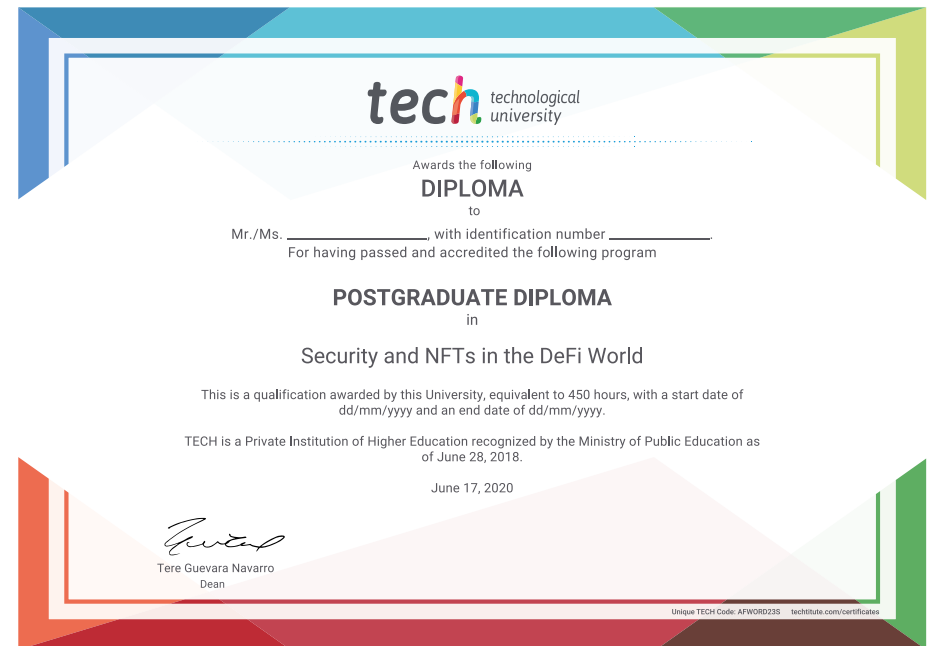 tech technological
university
Awards the following
DIPLOMA
to
Mr./Ms. ____________________, with identification number ______________.
For having passed and accredited the following program
POSTGRADUATE DIPLOMA
in
Security and NFTs in the DeFi World
This is a qualification awarded by this University, equivalent to 450 hours, with a start date of
dd/mm/yyyy and an end date of dd/mm/yyyy.
TECH is a Private Institution of Higher Education recognized by the Ministry of Public Education as
of June 28, 2018.
June 17, 2020
Tere Guevara Navarro
Dean
Unique TECH Code: AFWORD23S techtitute.com/certificates